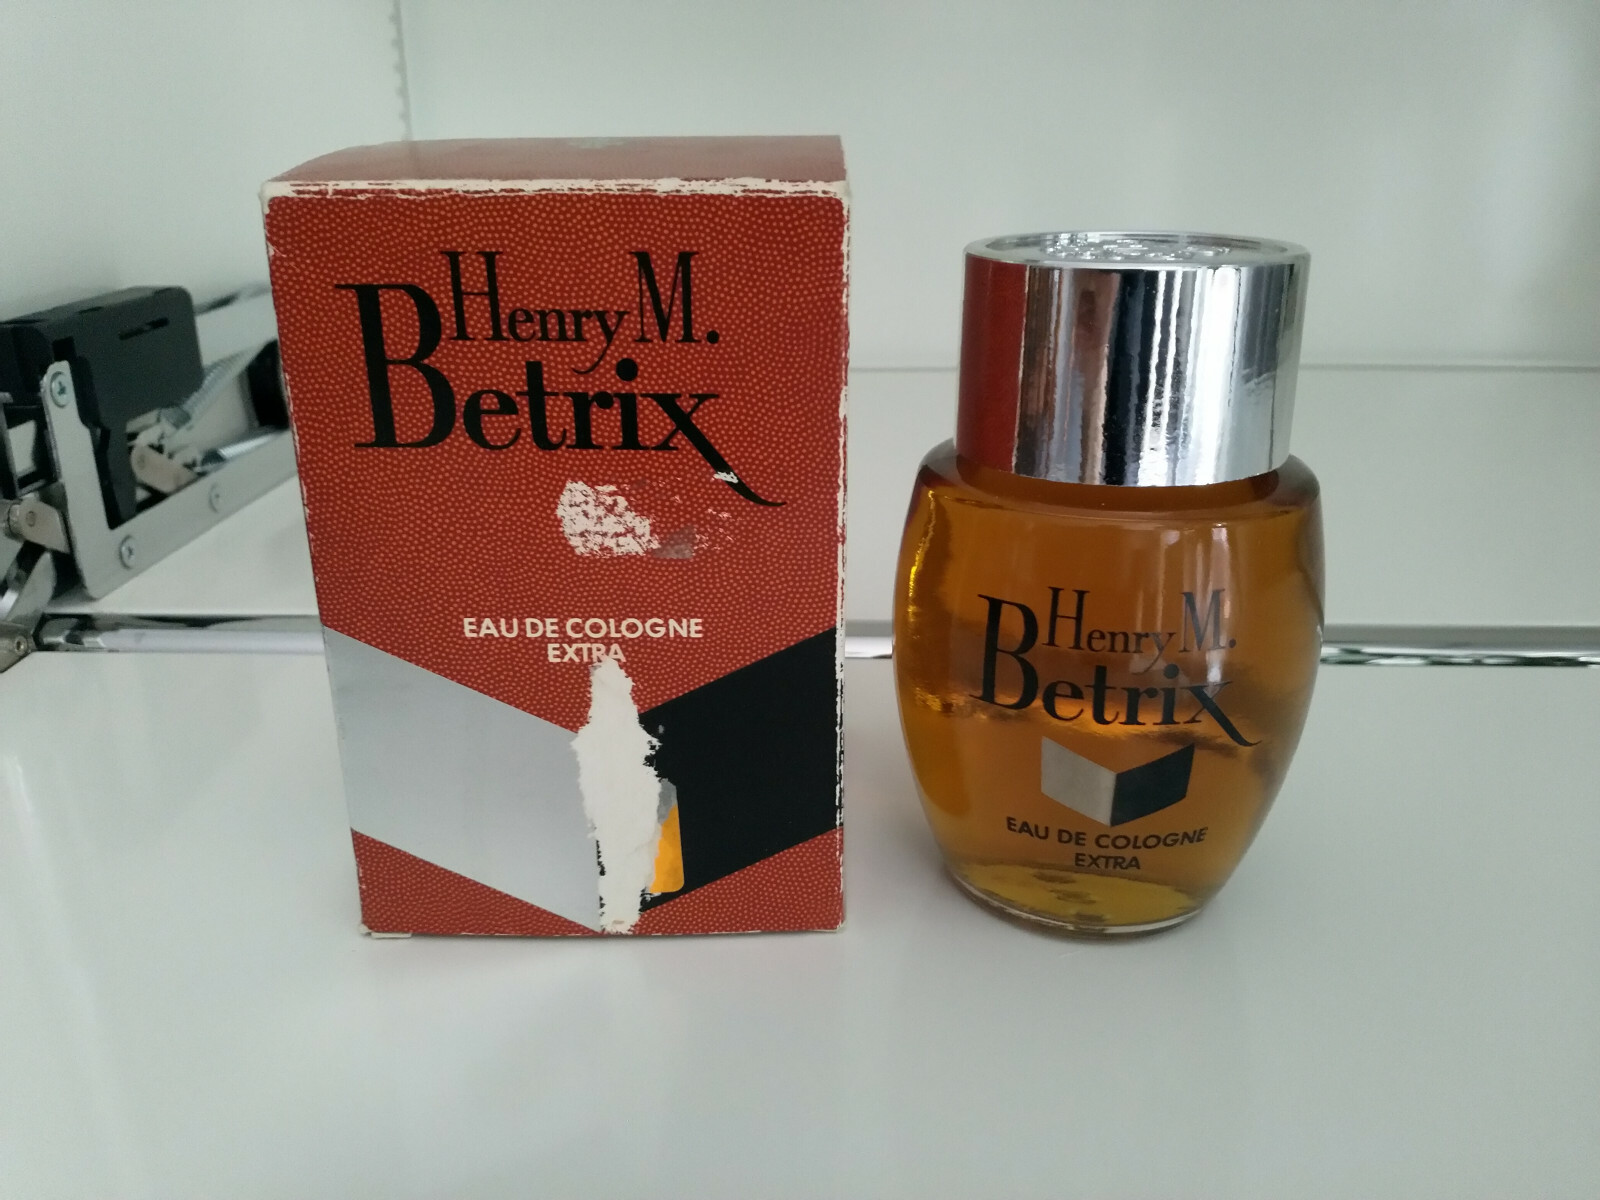 Henry M.
Betrix
EAU DE COLOGNE
EXTRA
Henry M.
Betrix
EAU DE COLOGNE
EXTRA